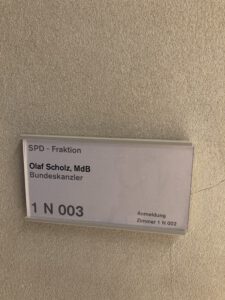 SPD - Fraktion
Olaf Scholz, MdB
Bundeskanzler
1 N 003
Anmeldung
Zimmer 1 N 002